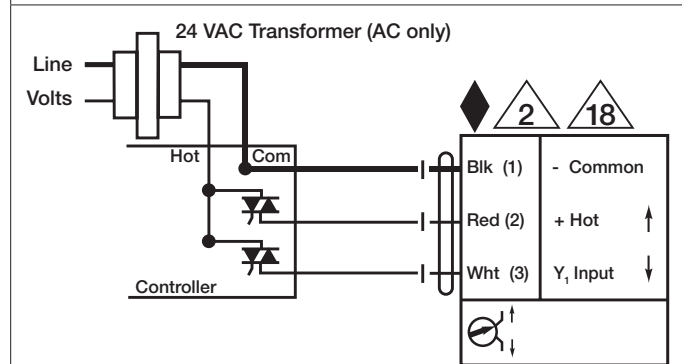 24 VAC Transformer (AC only)
Line
Volts
2
18
Hot
Com
Blk (1)
- Common
Red (2)
+ Hot
Wht (3)
Y₁ Input
Controller